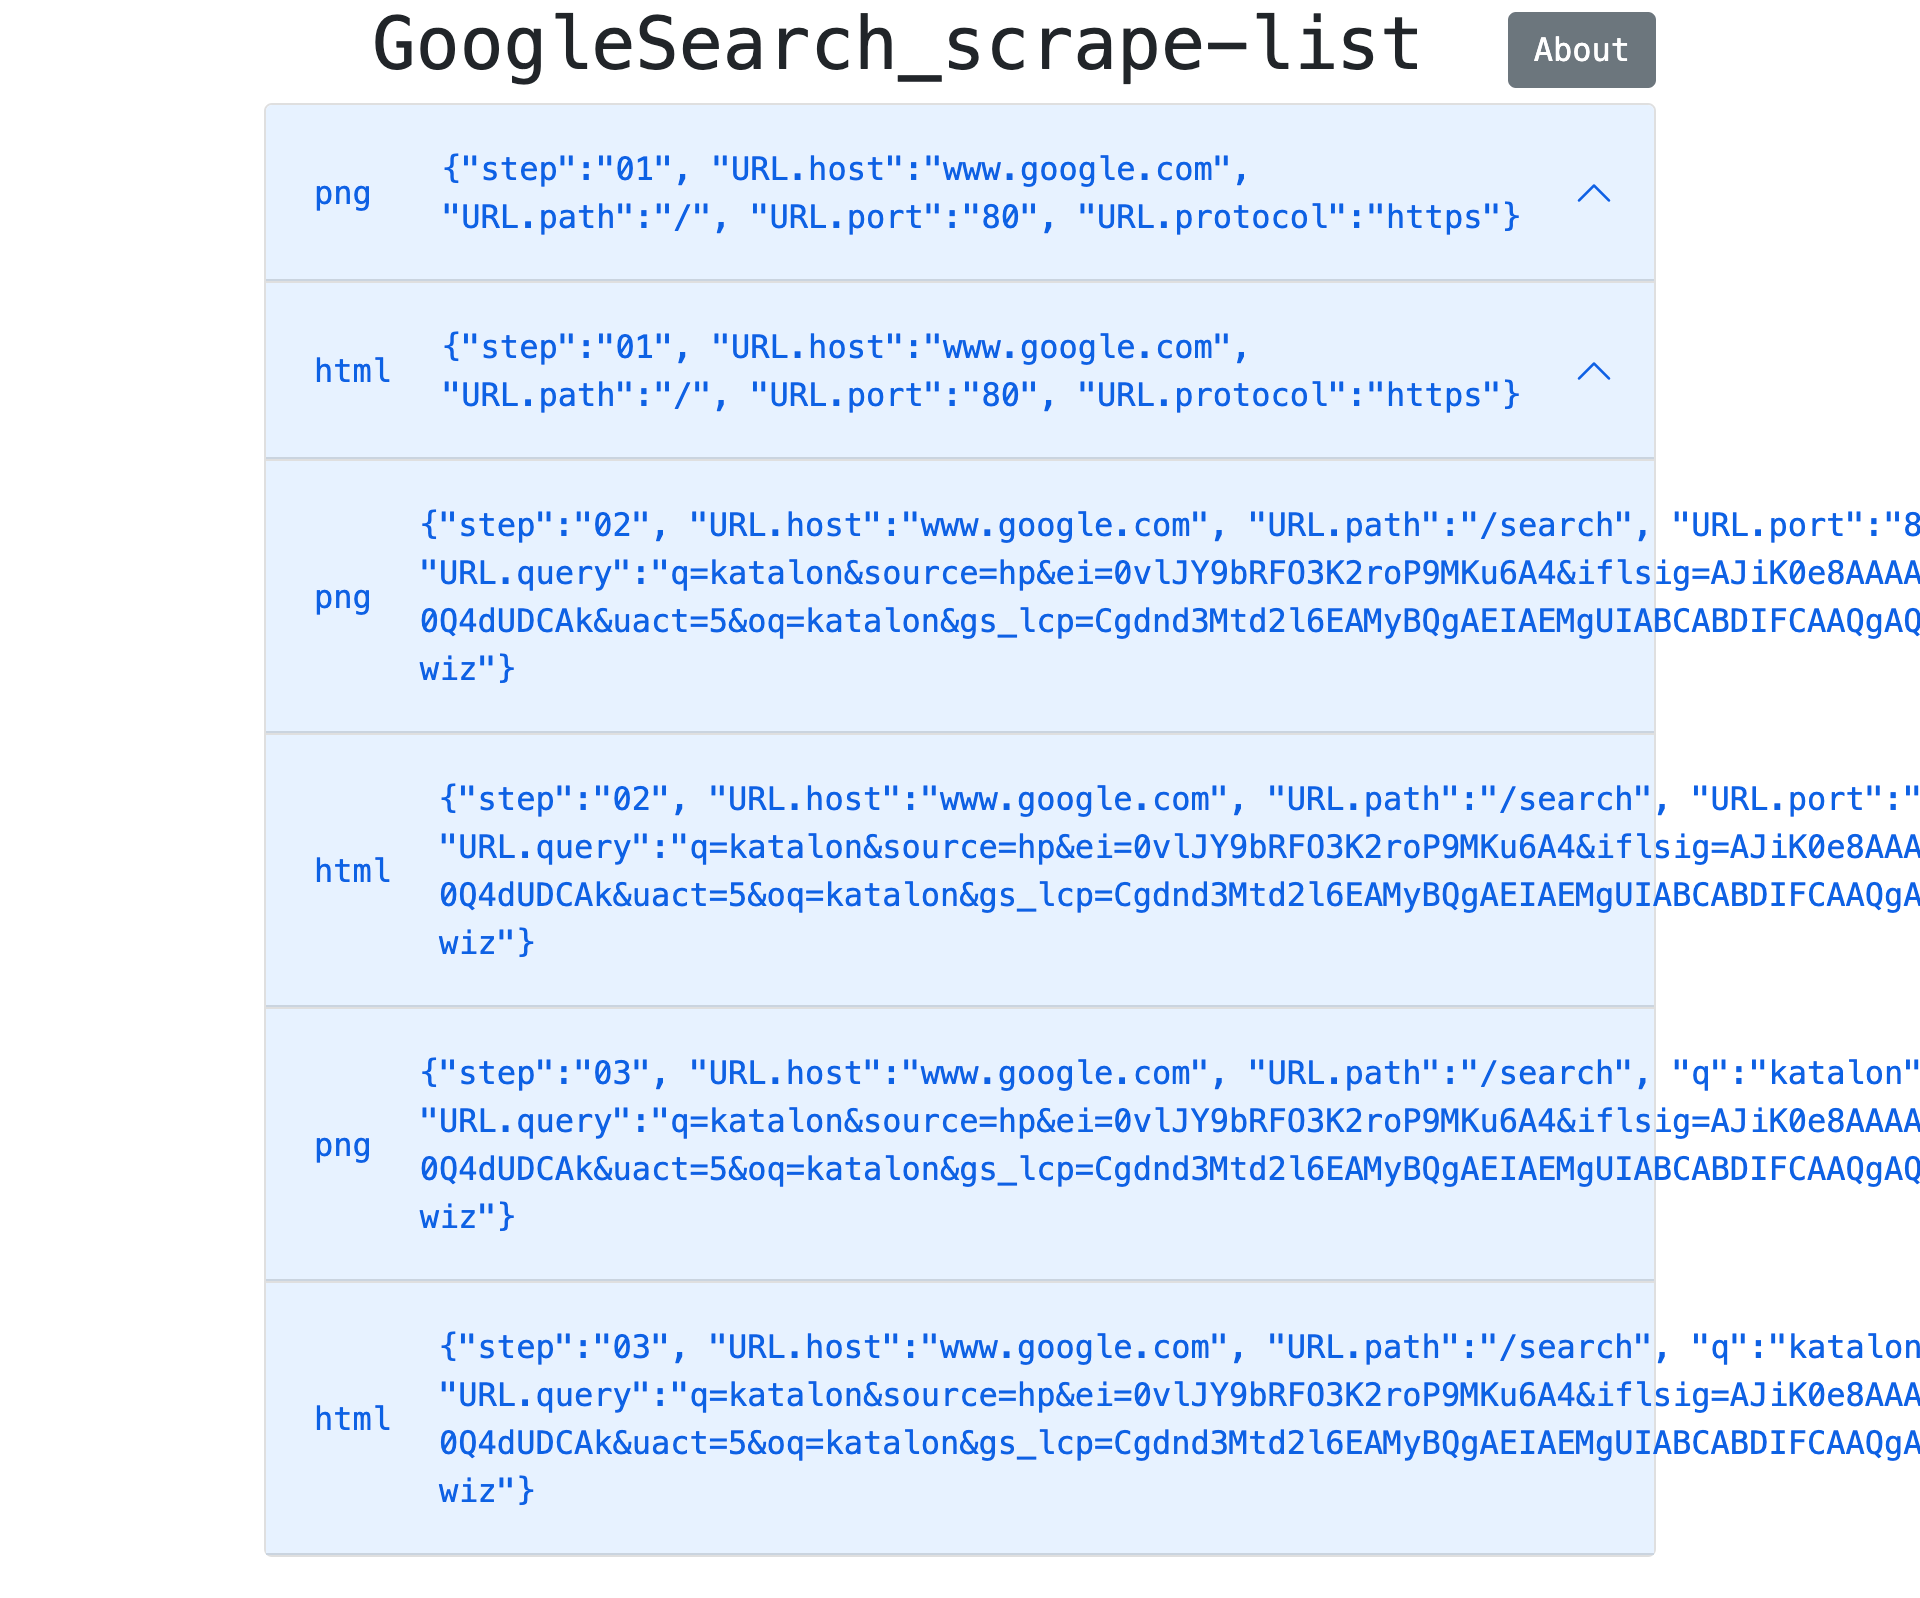 GoogleSearch_scrape-list
About
png
{"step":"01", "URL.host":"www.google.com",
"URL.path":"/", "URL.port":"80", "URL.protocol":"https"}
html
{"step":"01", "URL.host":"www.google.com",
"URL.path":"/", "URL.port":"80", "URL.protocol":"https"}
png
{"step":"02", "URL.host":"www.google.com", "URL.path":"/search", "URL.port":"8
"URL.query":"q=katalon&source=hp&ei=0vlJY9bRFO3K2roP9MKu6A4&iflsig=AJiK0e8AAAA
0Q4dUDCAk&uact=5&oq=katalon&gs_lcp=Cgdnd3Mtd2l6EAMyBQgAEIAEMgUIABCABDIFCAAQgAQ
wiz"}
html
{"step":"02", "URL.host":"www.google.com", "URL.path":"/search", "URL.port":"
"URL.query":"q=katalon&source=hp&ei=0vlJY9bRFO3K2roP9MKu6A4&iflsig=AJiK0e8AAA
0Q4dUDCAk&uact=5&oq=katalon&gs_lcp=Cgdnd3Mtd2l6EAMyBQgAEIAEMgUIABCABDIFCAAQgA
wiz"}
png
{"step":"03", "URL.host":"www.google.com", "URL.path":"/search", "q":"katalon"
"URL.query":"q=katalon&source=hp&ei=0vlJY9bRFO3K2roP9MKu6A4&iflsig=AJiK0e8AAAA
0Q4dUDCAk&uact=5&oq=katalon&gs_lcp=Cgdnd3Mtd2l6EAMyBQgAEIAEMgUIABCABDIFCAAQgAQ
wiz"}
html
{"step":"03", "URL.host":"www.google.com", "URL.path":"/search", "q":"katalon
"URL.query":"q=katalon&source=hp&ei=0vlJY9bRFO3K2roP9MKu6A4&iflsig=AJiK0e8AAA
0Q4dUDCAk&uact=5&oq=katalon&gs_lcp=Cgdnd3Mtd2l6EAMyBQgAEIAEMgUIABCABDIFCAAQgA
wiz"}